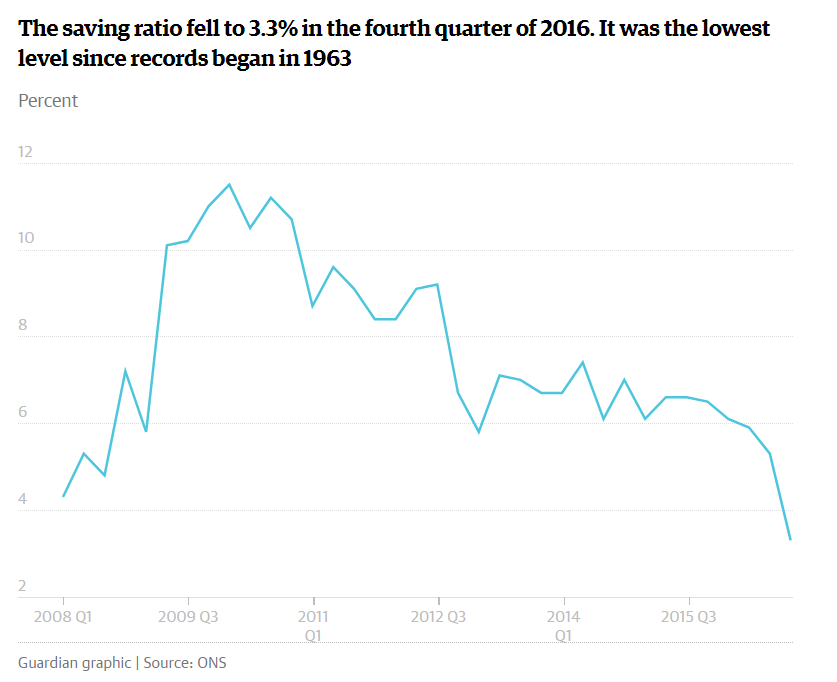 The saving ratio fell to 3.3% in the fourth quarter of 2016. It was the lowest
level since records began in 1963
Percent
12
10
8
6
4
2
2008 Q1 2009 Q3 2011 2012 Q3 2014 2015 Q3
Q1 Q1
Guardian graphic | Source: ONS